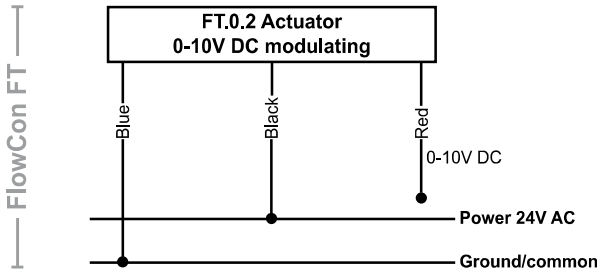 FT.0.2 Actuator
0-10V DC modulating
FlowCon FT
Blue
Black
Red
0-10V DC
Power 24V AC
Ground/common